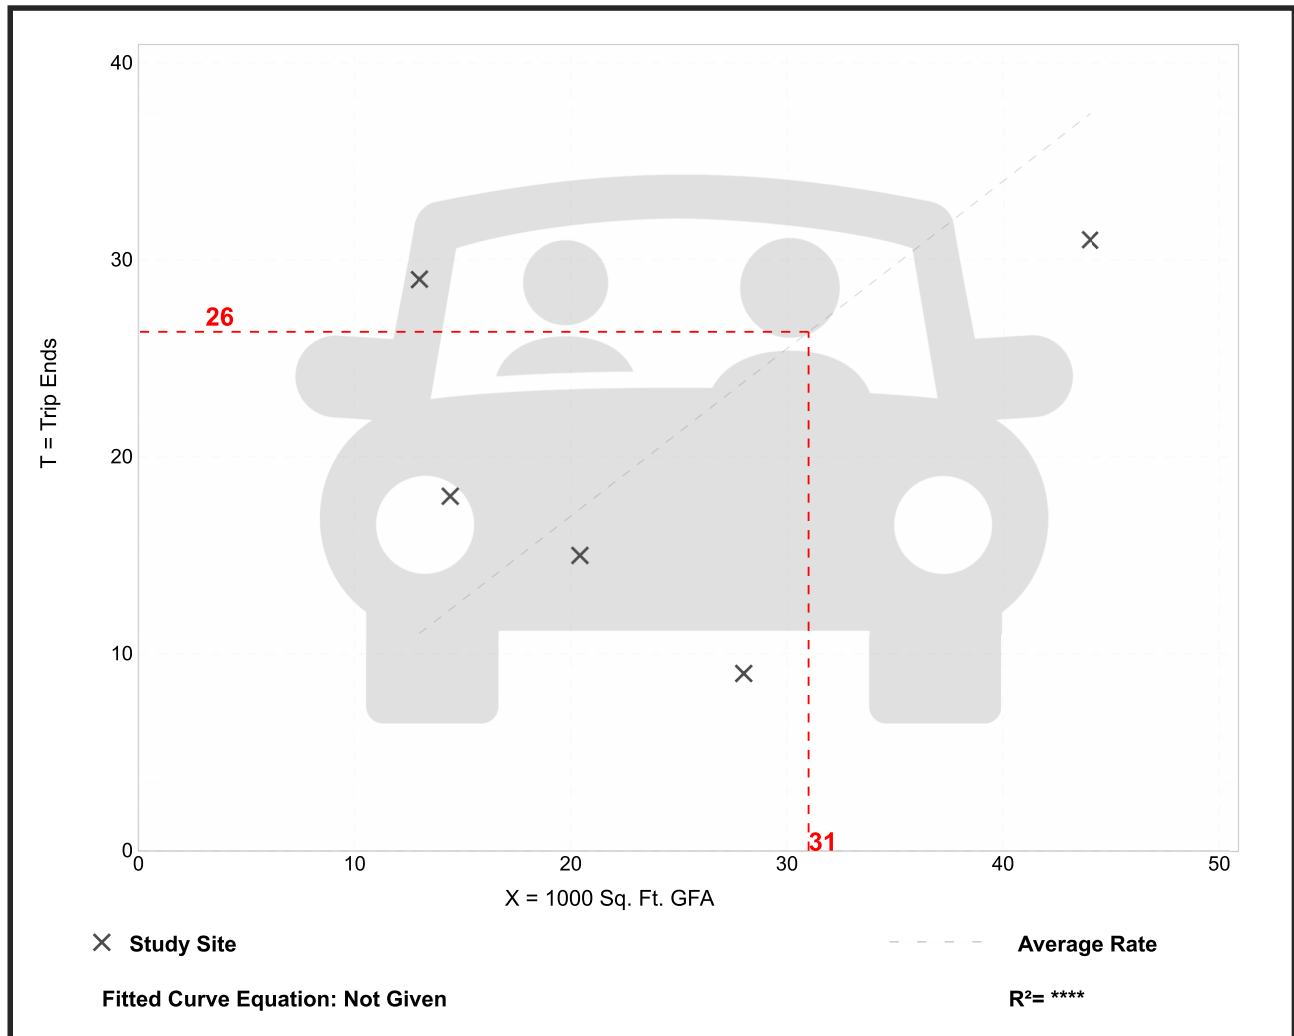 40
30
26
T = Trip Ends
20
10
31
0
0 10 20 30 40 50
X = 1000 Sq. Ft. GFA
Study Site
Average Rate
Fitted Curve Equation: Not Given
R²= ****